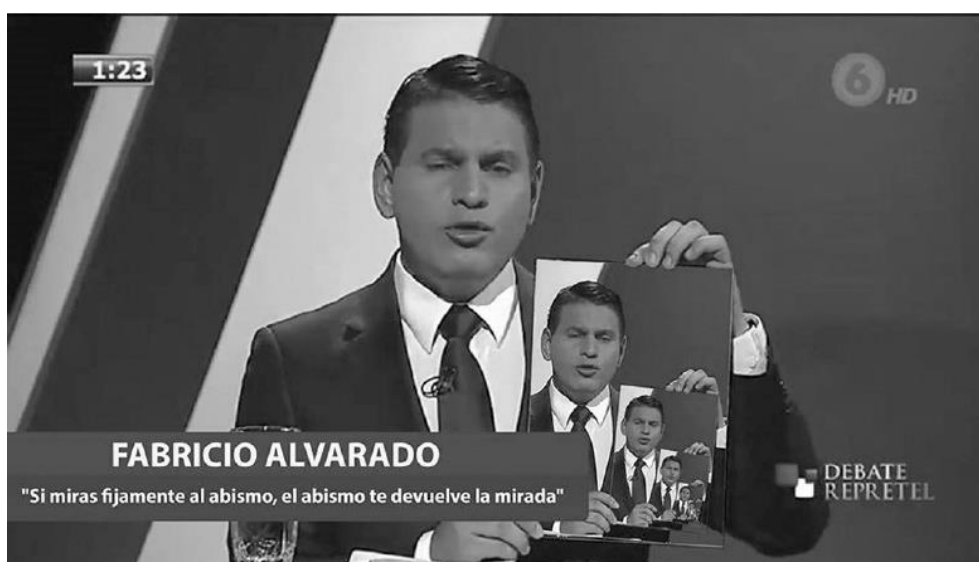 1:23
6
HD
FABRICIO ALVARADO
"Si miras fijamente al abismo, el abismo te devuelve la mirada"
DEBATE
REPRETEL